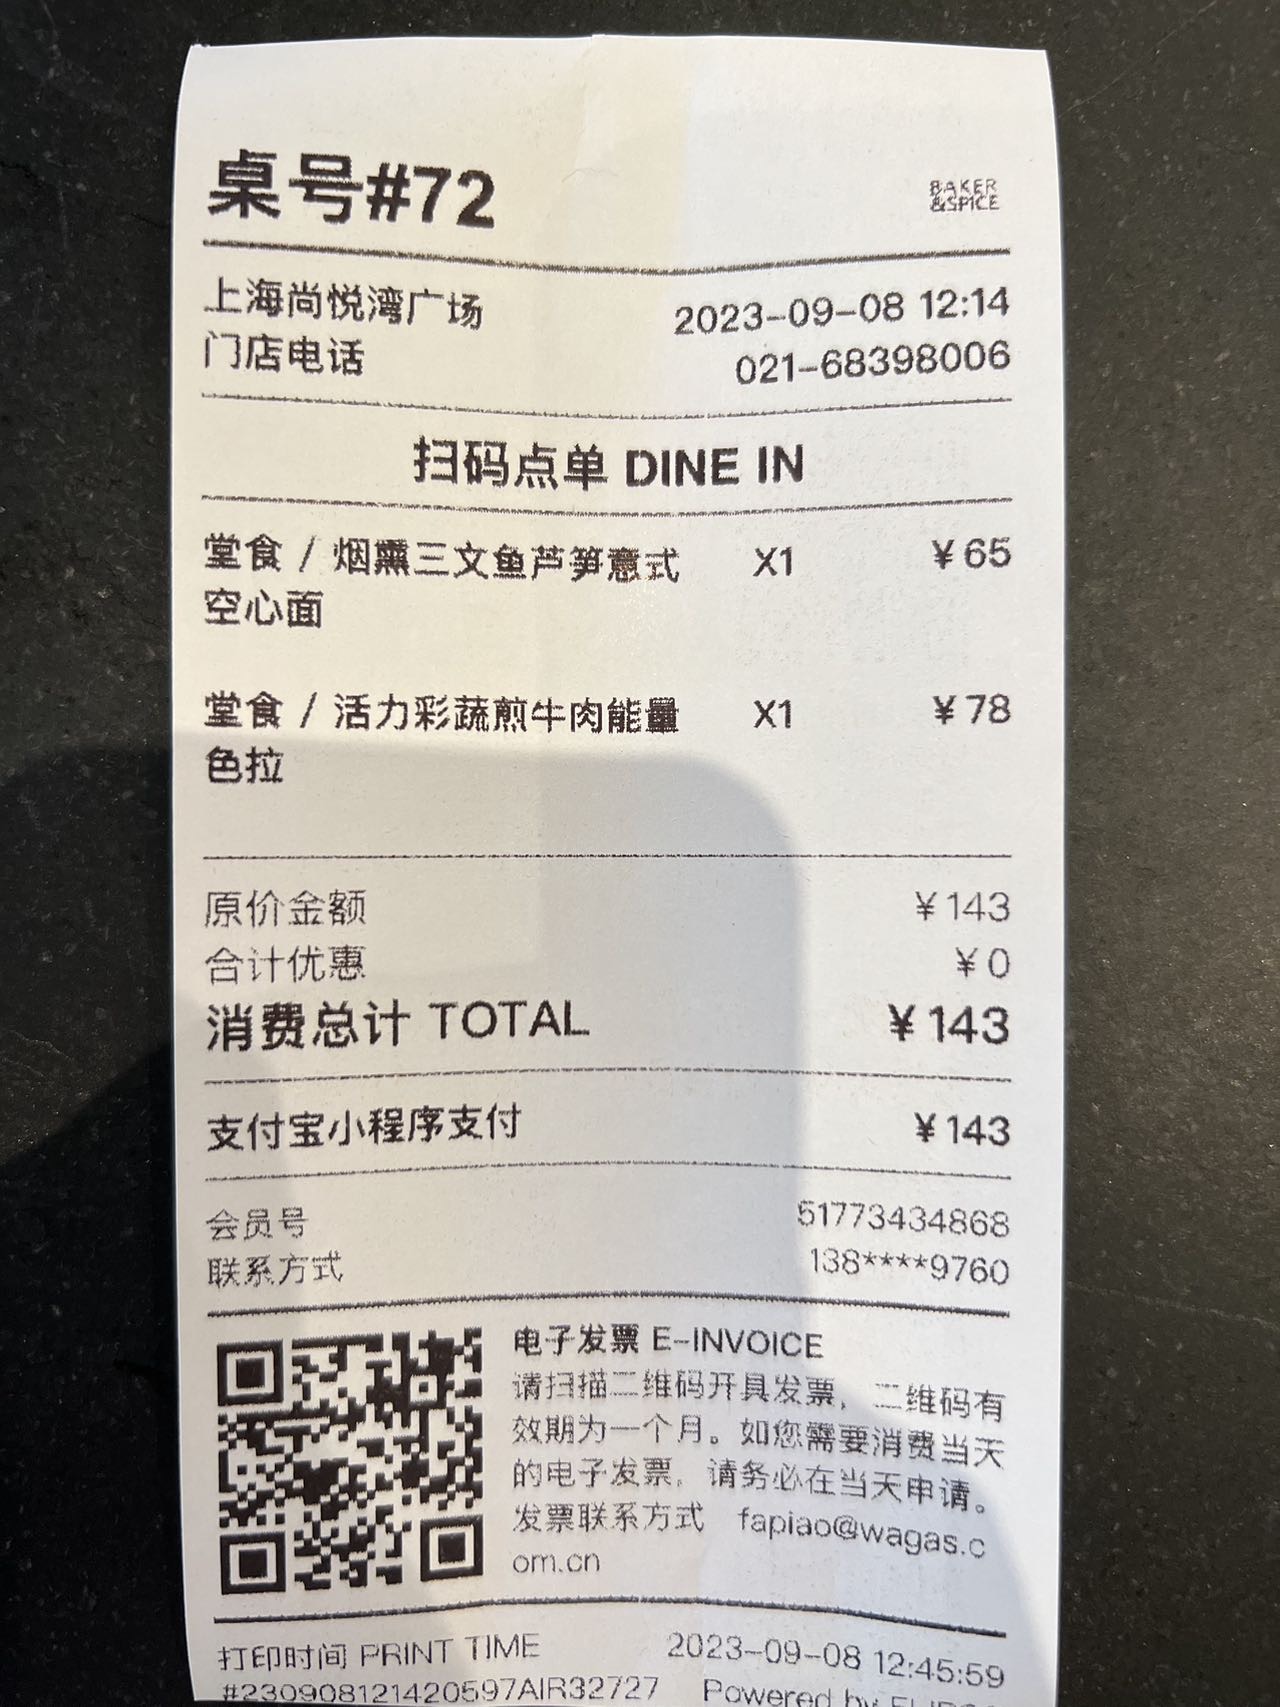 桌号#72
BAKER
&SPICE
上海尚悦湾广场 2023-09-08 12:14
门店电话 021-68398006
扫码点单 DINE IN
堂食 / 烟熏三文鱼芦笋意式 X1 ¥65
空心面
堂食 / 活力彩蔬煎牛肉能量 X1 ¥78
色拉
原价金额 ¥143
合计优惠 ¥0
消费总计 TOTAL ¥143
支付宝小程序支付 ¥143
会员号 51773434868
联系方式 138****9760
电子发票 E-INVOICE
请扫描二维码开具发票，二维码有
效期为一个月。如您需要消费当天
的电子发票，请务必在当天申请。
发票联系方式 fapiao@wagas.c
om.cn
打印时间 PRINT TIME 2023-09-08 12:45:59
#230908121420597AIR32727 Powered by